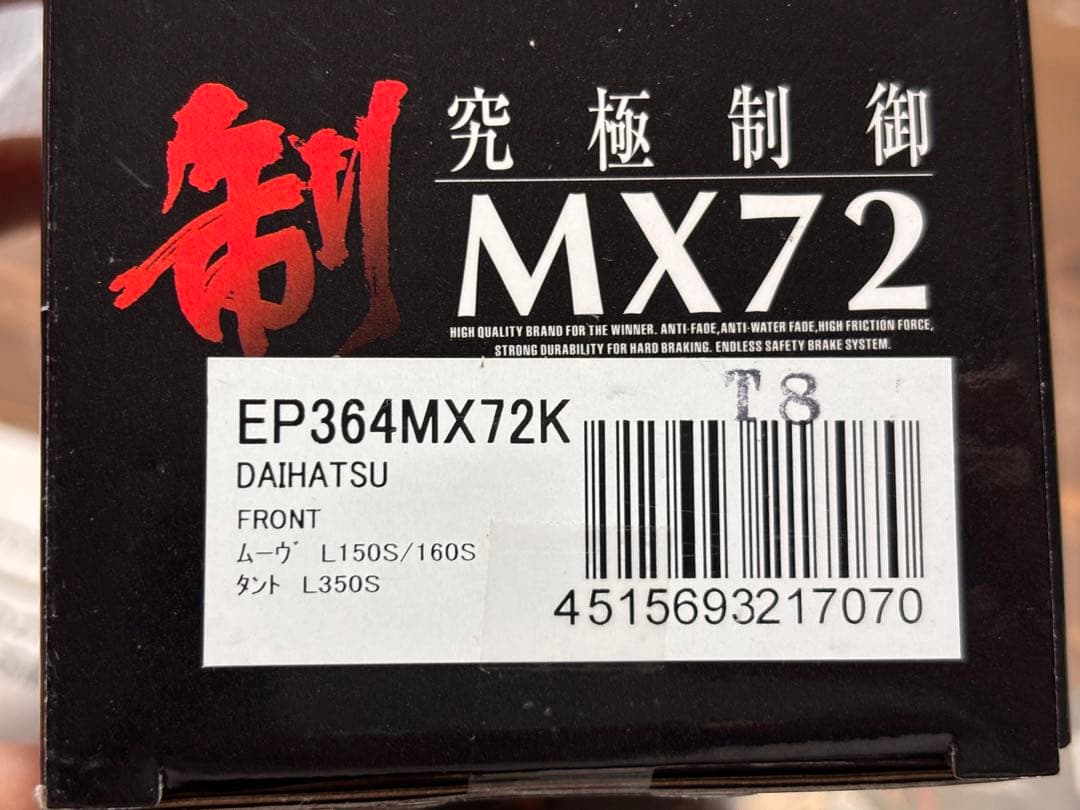 制
究極制御
MX72
HIGH QUALITY BRAND FOR THE WINNER. ANTI-FADE,ANTI-WATER FADE,HIGH FRICTION FORCE,
STRONG DURABILITY FOR HARD BRAKING. ENDLESS SAFETY BRAKE SYSTEM.
T8
EP364MX72K
DAIHATSU
FRONT
ムーヴ L150S/160S
タント L350S
4515693217070